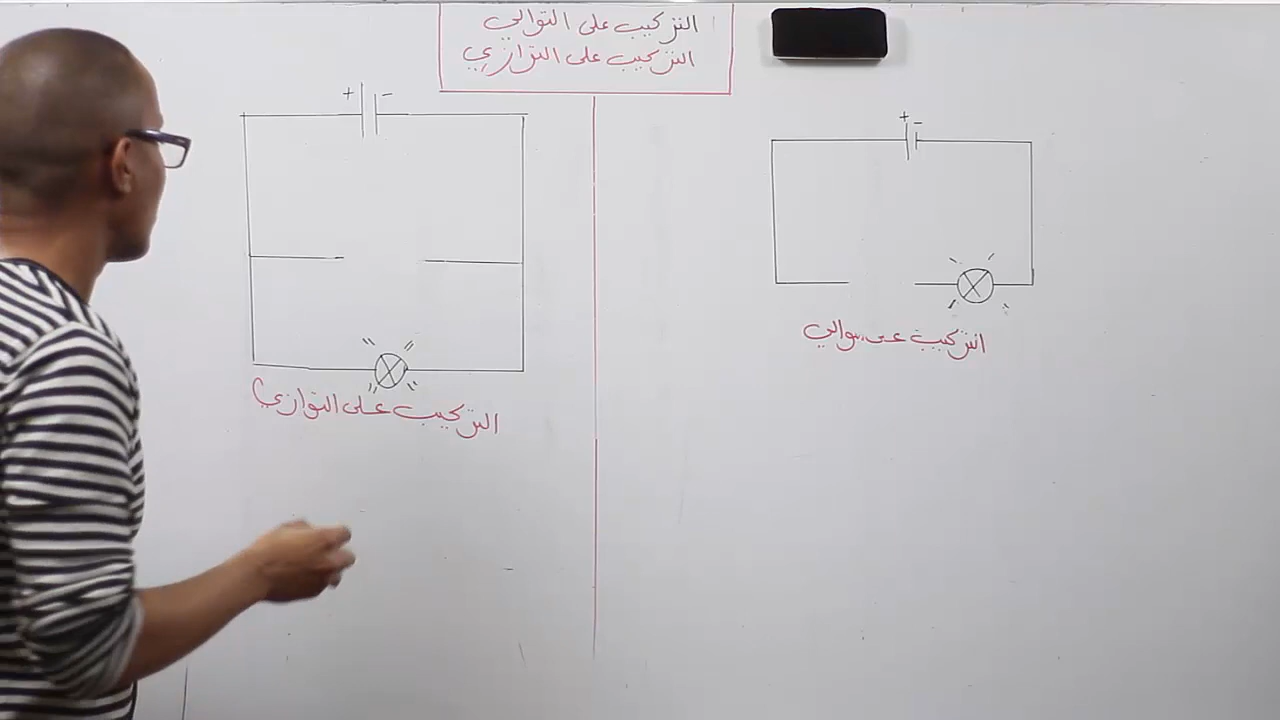 التركيب على التوالي
التركيب على التوازي
+ -
+ -
التركيب على التوالي
التركيب على التوازي